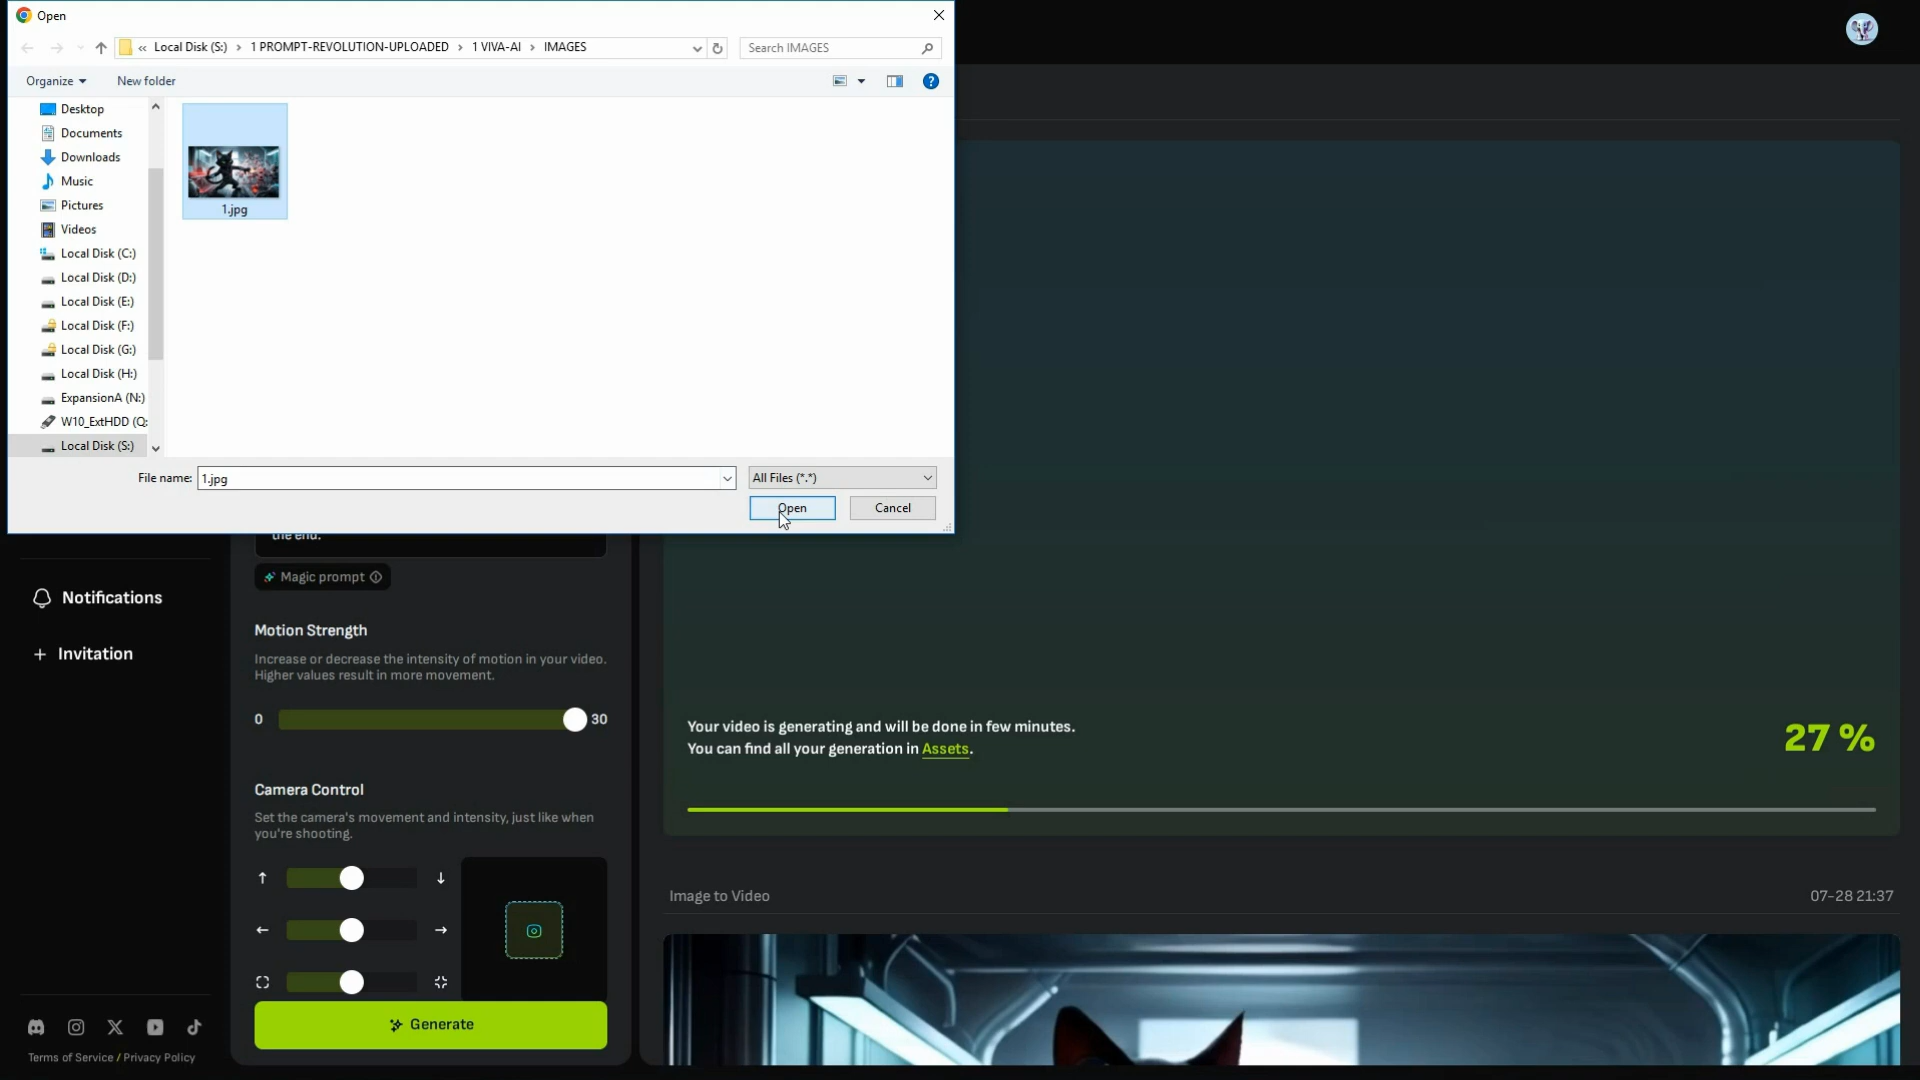 Open
« Local Disk (S:) › 1 PROMPT-REVOLUTION-UPLOADED › 1 VIVA-AI › IMAGES
Search IMAGES
Organize
New folder
Desktop
Documents
Downloads
Music
Pictures
Videos
Local Disk (C:)
Local Disk (D:)
Local Disk (E:)
Local Disk (F:)
Local Disk (G:)
Local Disk (H:)
ExpansionA (N:)
W10_ExtHDD (Q:
Local Disk (S:)
1.jpg
File name:
1.jpg
All Files (*.*)
Open
Cancel
the end.
Magic prompt
Notifications
Invitation
Motion Strength
Increase or decrease the intensity of motion in your video.
Higher values result in more movement.
0
30
Camera Control
Set the camera's movement and intensity, just like when
you're shooting.
Generate
Terms of Service / Privacy Policy
Your video is generating and will be done in few minutes.
You can find all your generation in Assets.
27 %
Image to Video
07-28 21:37